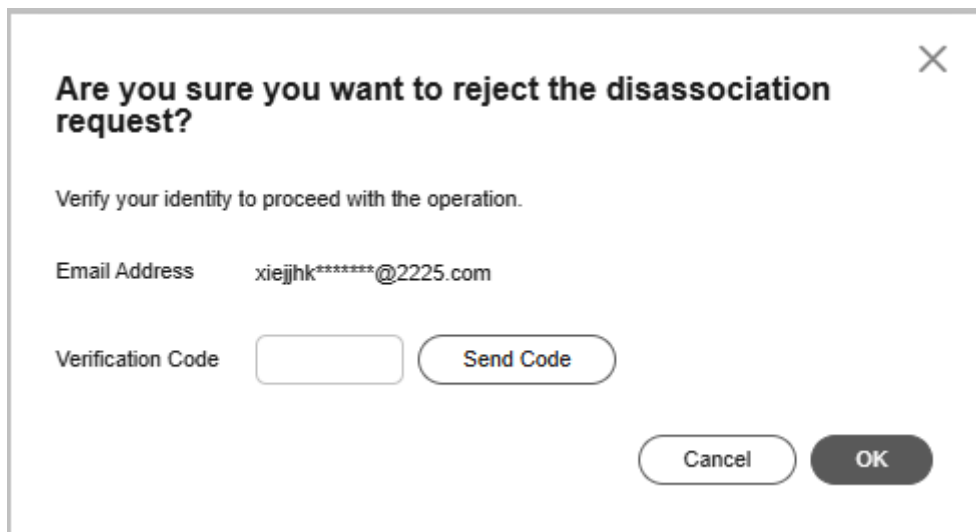 Are you sure you want to reject the disassociation
request?
Verify your identity to proceed with the operation.
Email Address xiejjhk*******@2225.com
Verification Code Send Code
Cancel OK